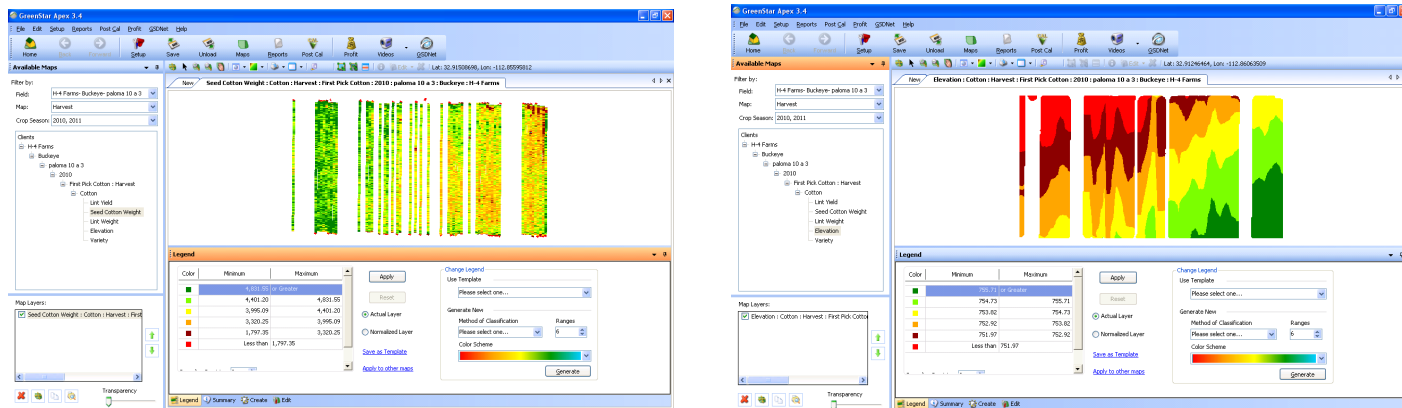 GreenStar Apex 3.4
File Edit Setup Reports Post Cal Profit GSDNet Help
Home Back Forward Setup Save Unload Maps Reports Post Cal Profit Videos GSDNet
Available Maps
Lat: 32.91508698, Lon: -112.85595812
Filter by:
New
Seed Cotton Weight : Cotton : Harvest : First Pick Cotton : 2010 : paloma 10 a 3 : Buckeye : H-4 Farms
Field: H-4 Farms- Buckeye- paloma 10 a 3
Map: Harvest
Crop Season: 2010, 2011
Clients
H-4 Farms
Buckeye
paloma 10 a 3
2010
First Pick Cotton : Harvest
Cotton
Lint Yield
Seed Cotton Weight
Lint Weight
Elevation
Variety
Legend
Color Minimum Maximum
4,831.55 or Greater
4,401.20 4,831.55
3,995.09 4,401.20
3,320.25 3,995.09
1,797.35 3,320.25
Less than 1,797.35
Apply
Reset
Actual Layer
Normalized Layer
Save as Template
Apply to other maps
Change Legend
Use Template
Please select one...
Generate New
Method of Classification Ranges
Please select one... 6
Color Scheme
Generate
Map Layers:
Seed Cotton Weight : Cotton : Harvest : First
Transparency
Legend Summary Create Edit
GreenStar Apex 3.4
File Edit Setup Reports Post Cal Profit GSDNet Help
Home Back Forward Setup Save Unload Maps Reports Post Cal Profit Videos GSDNet
Available Maps
Lat: 32.91246464, Lon: -112.86063509
Filter by:
New
Elevation : Cotton : Harvest : First Pick Cotton : 2010 : paloma 10 a 3 : Buckeye : H-4 Farms
Field: H-4 Farms- Buckeye- paloma 10 a 3
Map: Harvest
Crop Season: 2010, 2011
Clients
H-4 Farms
Buckeye
paloma 10 a 3
2010
First Pick Cotton : Harvest
Cotton
Lint Yield
Seed Cotton Weight
Lint Weight
Elevation
Variety
Legend
Color Minimum Maximum
755.71 or Greater
754.73 755.71
753.82 754.73
752.92 753.82
751.97 752.92
Less than 751.97
Apply
Reset
Actual Layer
Normalized Layer
Save as Template
Apply to other maps
Change Legend
Use Template
Please select one...
Generate New
Method of Classification Ranges
Please select one... 6
Color Scheme
Generate
Map Layers:
Elevation : Cotton : Harvest : First Pick Cotto
Transparency
Legend Summary Create Edit